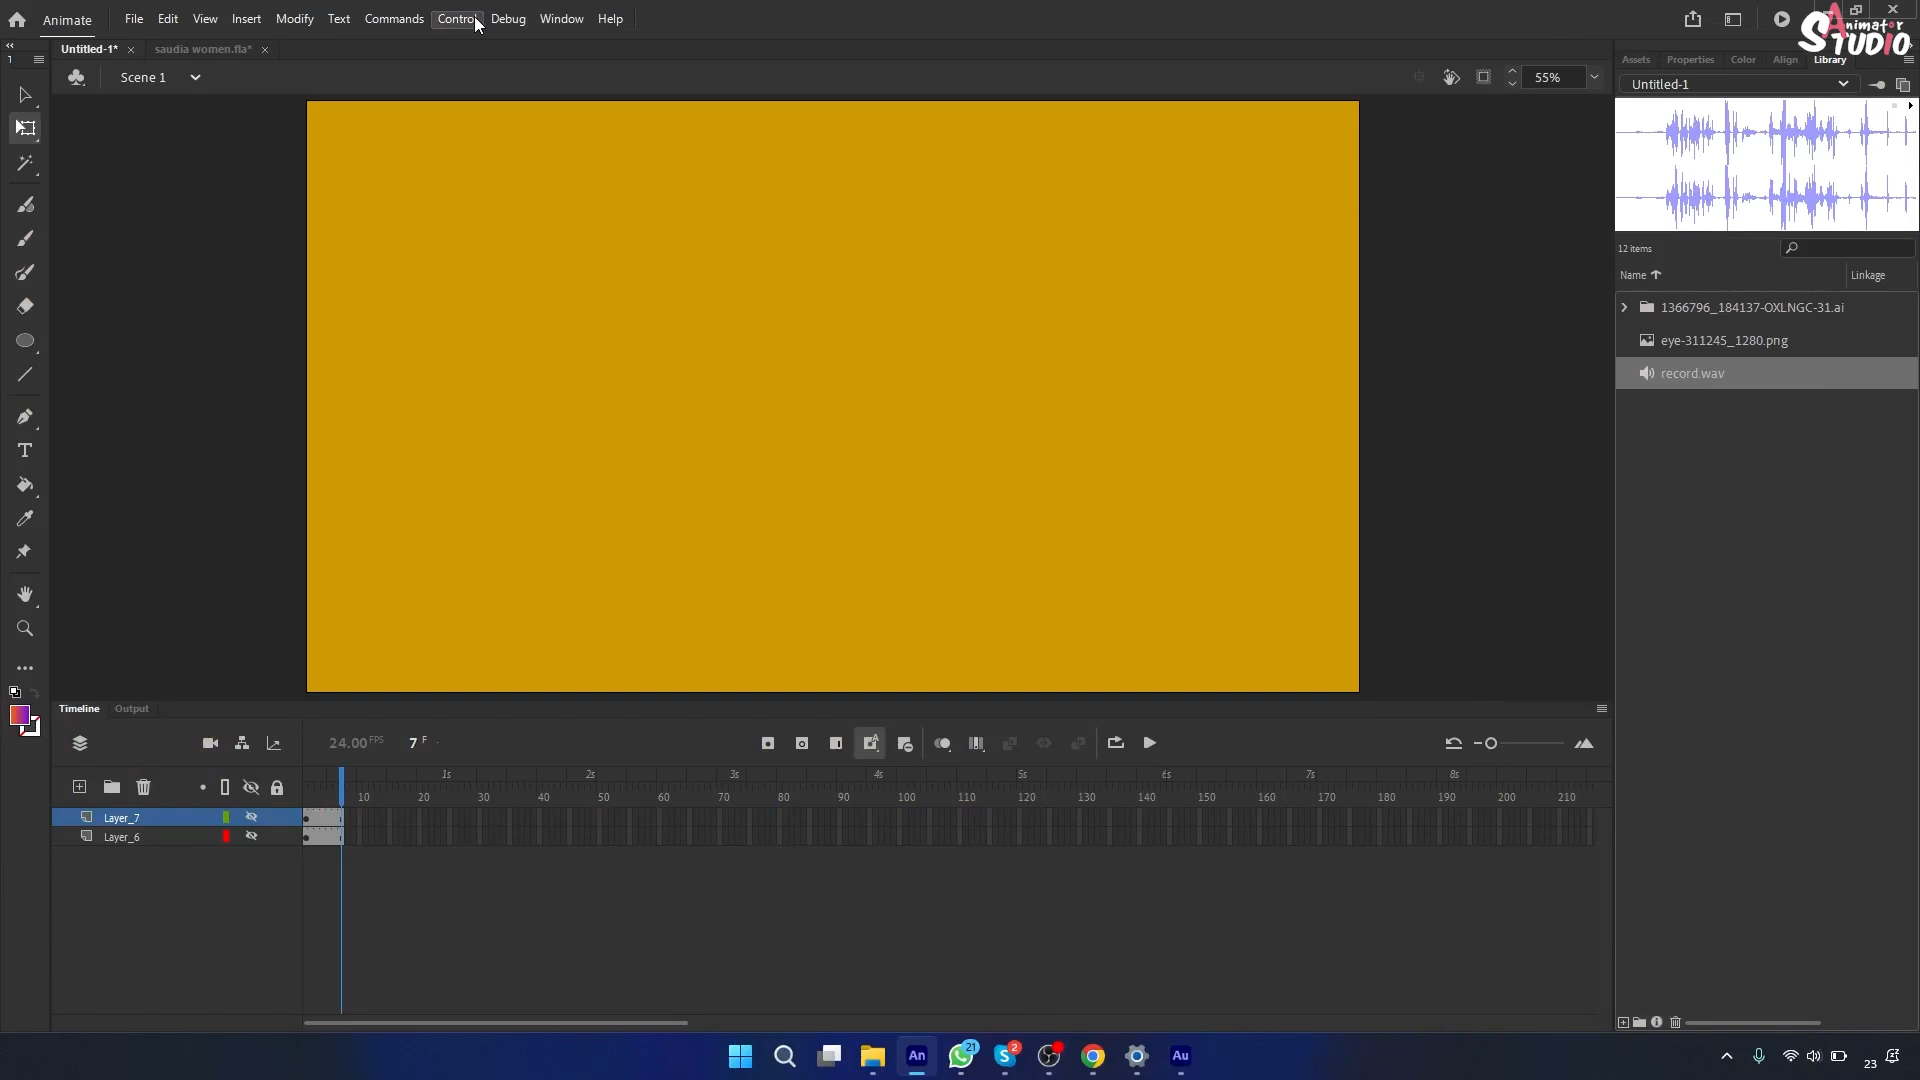 Animate File Edit View Insert Modify Text Commands Control Debug Window Help
Animator STUDIO
Untitled-1* × saudia women.fla* ×
1
Scene 1 55%
Assets Properties Color Align Library
Untitled-1
12 items
Name Linkage
1366796_184137-OXLNGC-31.ai
eye-311245_1280.png
record.wav
T
Timeline Output
24.00 FPS 7 F
1s 2s 3s 4s 5s 6s 7s 8s
10 20 30 40 50 60 70 80 90 100 110 120 130 140 150 160 170 180 190 200 210
Layer_7
Layer_6
An 21 S 2 Au 23